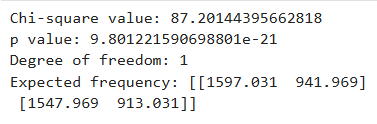 Chi-square value: 87.20144395662818
p value: 9.801221590698801e-21
Degree of freedom: 1
Expected frequency: [[1597.031  941.969]
 [1547.969  913.031]]